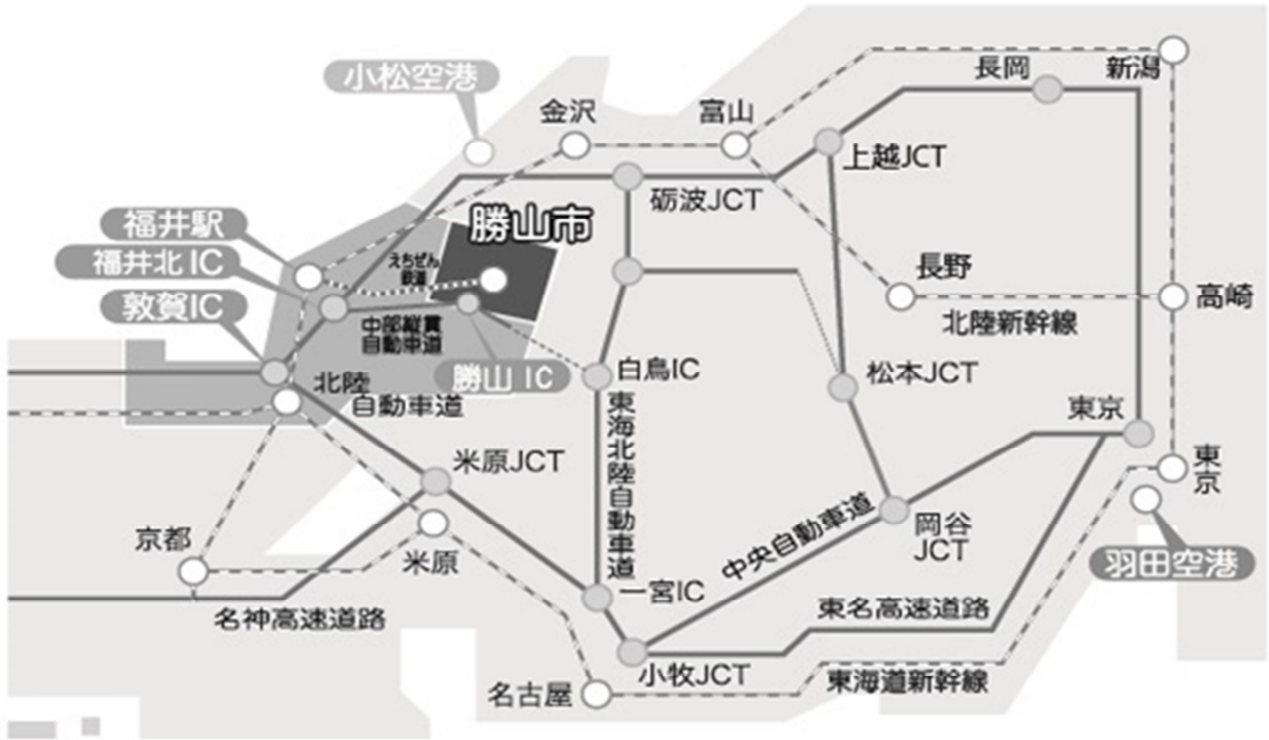 小松空港
長岡
新潟
金沢
富山
上越JCT
砺波JCT
勝山市
福井駅
福井北IC
敦賀IC
えちぜん
鉄道
中部縦貫
自動車道
勝山IC
長野
北陸新幹線
高崎
白鳥IC
松本JCT
北陸
自動車道
東海北陸自動車道
東京
米原JCT
東京
京都
米原
中央自動車道
岡谷
JCT
羽田空港
一宮IC
名神高速道路
東名高速道路
小牧JCT
名古屋
東海道新幹線